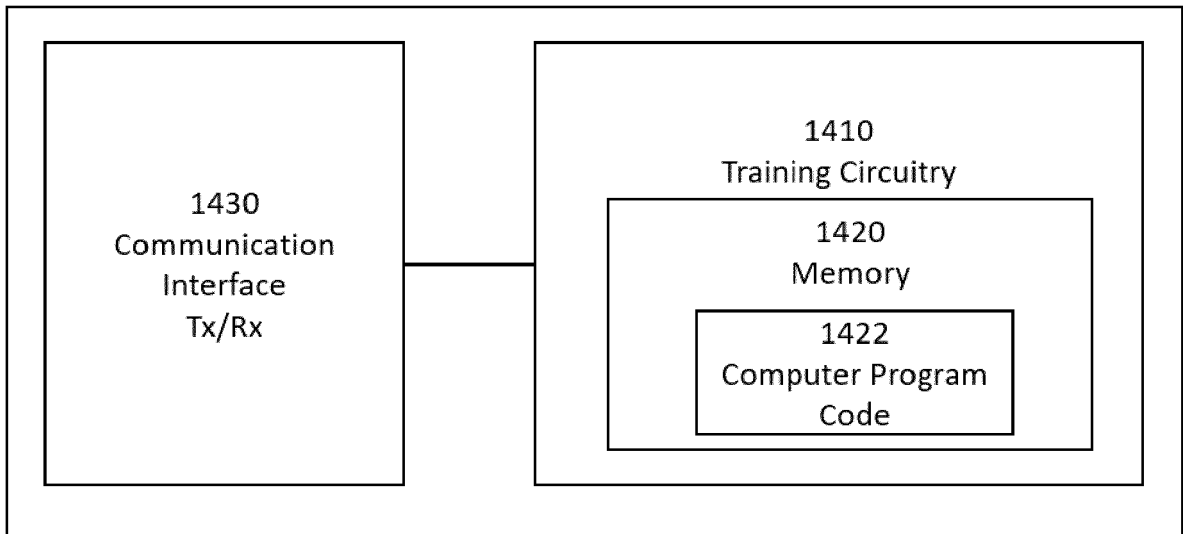 1430
Communication
Interface
Tx/Rx
1410
Training Circuitry
1420
Memory
1422
Computer Program
Code